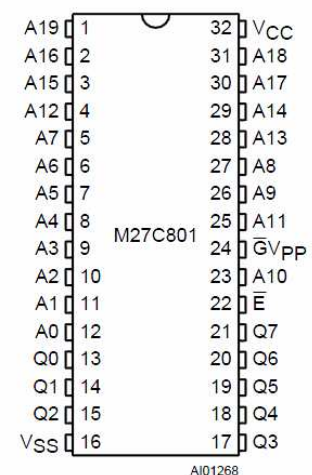 A19 1 32 VCC
A16 2 31 A18
A15 3 30 A17
A12 4 29 A14
A7 5 28 A13
A6 6 27 A8
A5 7 26 A9
A4 8 25 A11
M27C801
A3 9 24 G̅VPP
A2 10 23 A10
A1 11 22 E̅
A0 12 21 Q7
Q0 13 20 Q6
Q1 14 19 Q5
Q2 15 18 Q4
VSS 16 17 Q3
AI01268